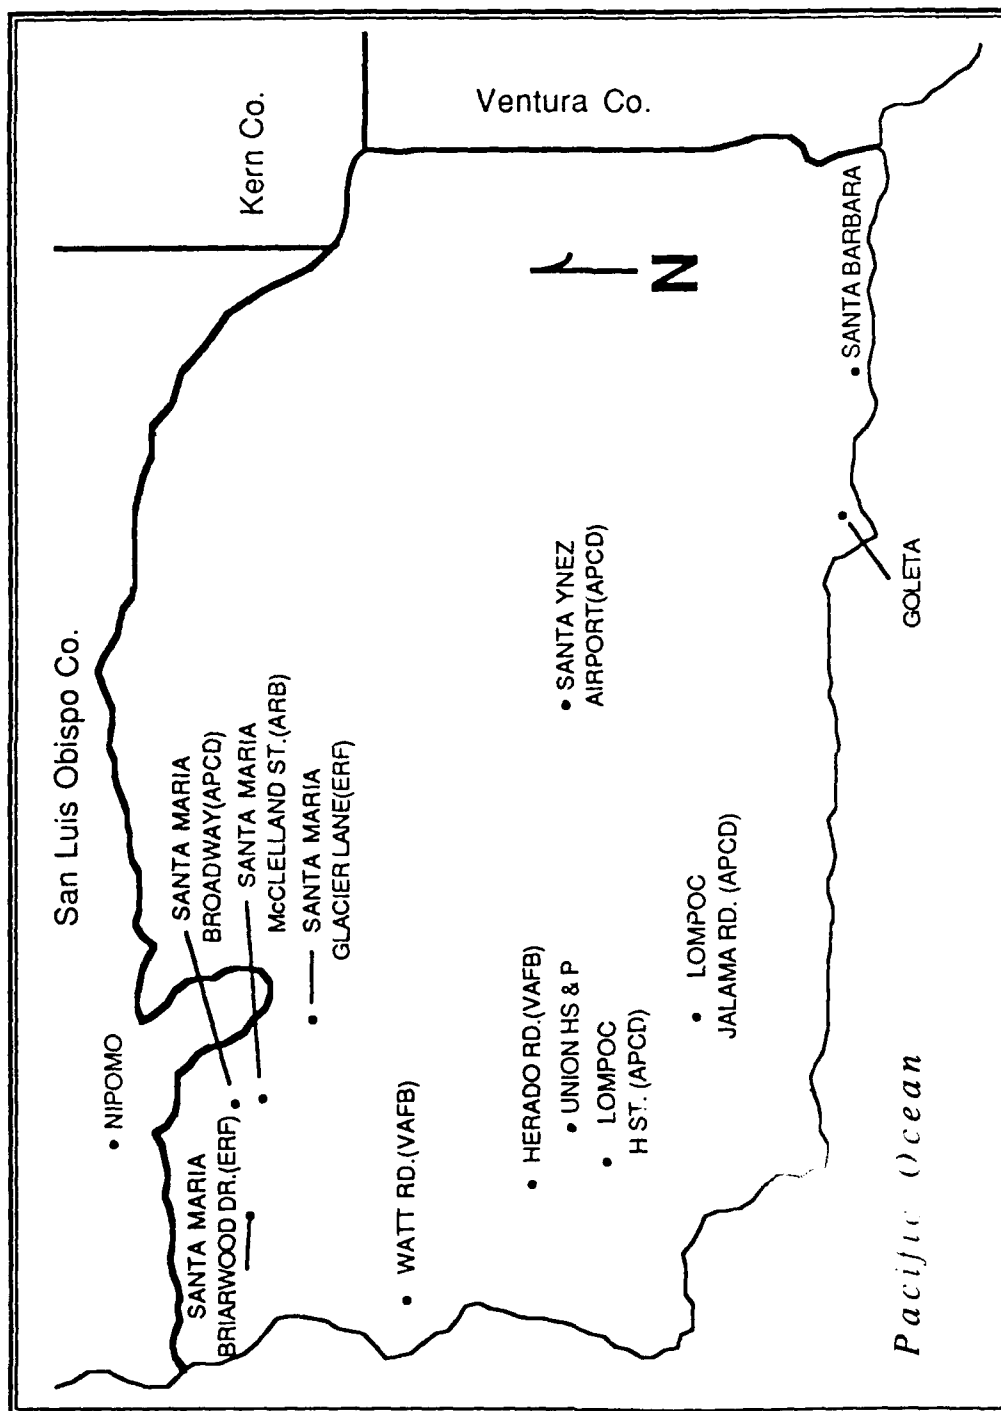 San Luis Obispo Co.
Kern Co.
Ventura Co.
NIPOMO
SANTA MARIA
BROADWAY(APCD)
SANTA MARIA
McCLELLAND ST.(ARB)
SANTA MARIA
GLACIER LANE(ERF)
SANTA MARIA
BRIARWOOD DR.(ERF)
WATT RD.(VAFB)
HERADO RD.(VAFB)
UNION HS & P
LOMPOC
H ST. (APCD)
LOMPOC
JALAMA RD. (APCD)
SANTA YNEZ
AIRPORT(APCD)
N
SANTA BARBARA
GOLETA
Pacific Ocean